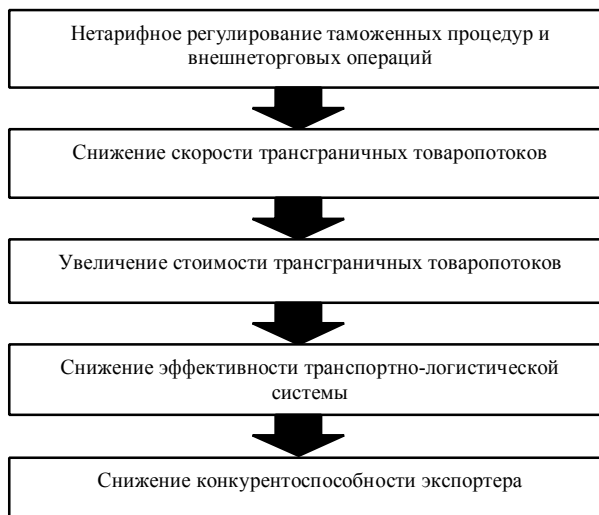 Нетарифное регулирование таможенных процедур и
внешнеторговых операций
Снижение скорости трансграничных товаропотоков
Увеличение стоимости трансграничных товаропотоков
Снижение эффективности транспортно-логистической
системы
Снижение конкурентоспособности экспортера